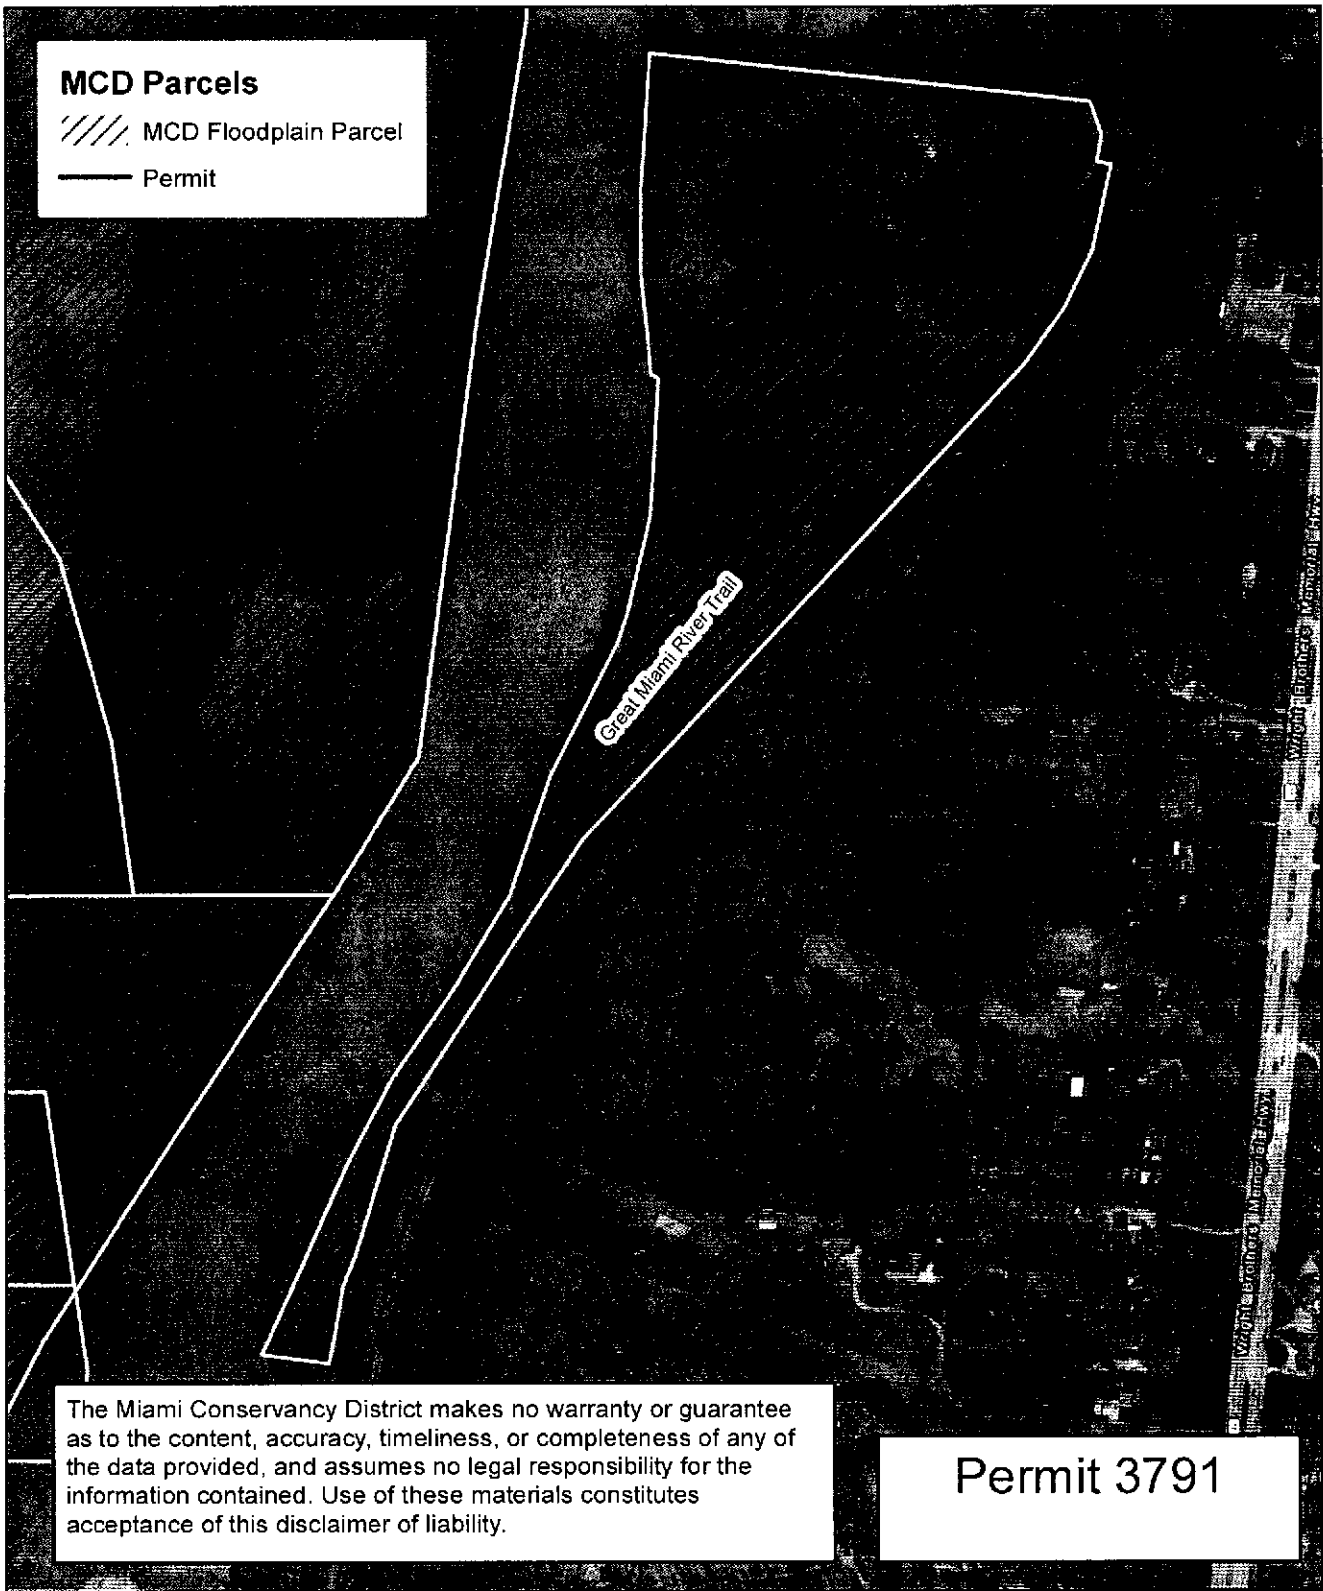 MCD Parcels
MCD Floodplain Parcel
Permit
Great Miami River Trail
Wright Brothers Memorial Hwy
Wright Brothers Memorial Hwy
The Miami Conservancy District makes no warranty or guarantee
as to the content, accuracy, timeliness, or completeness of any of
the data provided, and assumes no legal responsibility for the
information contained. Use of these materials constitutes
acceptance of this disclaimer of liability.
Permit 3791